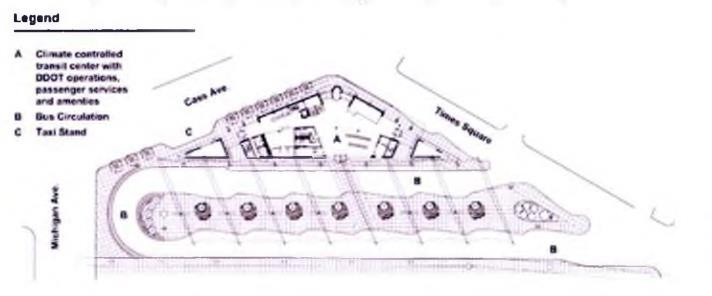 Legend
A Climate controlled
transit center with
DDOT operations,
passenger services
and amenties
B Bus Circulation
C Taxi Stand
Cass Ave.
Times Square
Michigan Ave.
C
A
B
B
B